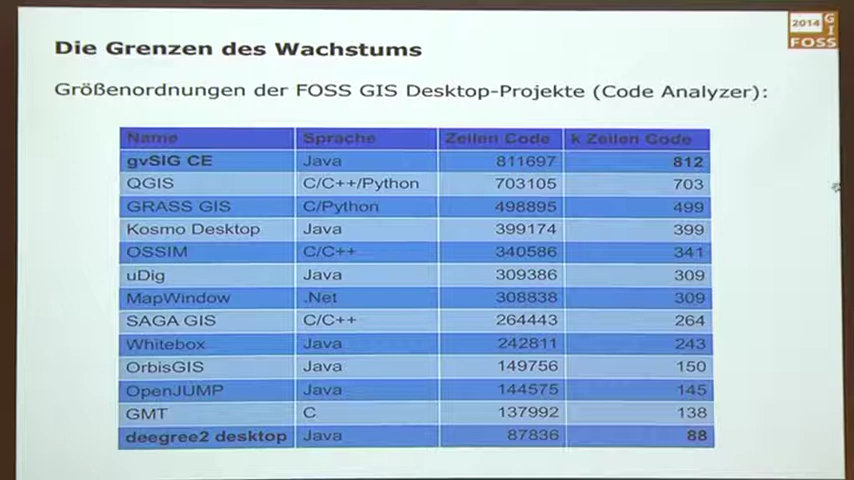 Die Grenzen des Wachstums
2014 GI
FOSS
Größenordnungen der FOSS GIS Desktop-Projekte (Code Analyzer):
Name Sprache Zeilen Code k Zeilen Code
gvSIG CE Java 811697 812
QGIS C/C++/Python 703105 703
GRASS GIS C/Python 498895 499
Kosmo Desktop Java 399174 399
OSSIM C/C++ 340586 341
uDig Java 309386 309
MapWindow .Net 308838 309
SAGA GIS C/C++ 264443 264
Whitebox Java 242811 243
OrbisGIS Java 149756 150
OpenJUMP Java 144575 145
GMT C 137992 138
deegree2 desktop Java 87836 88